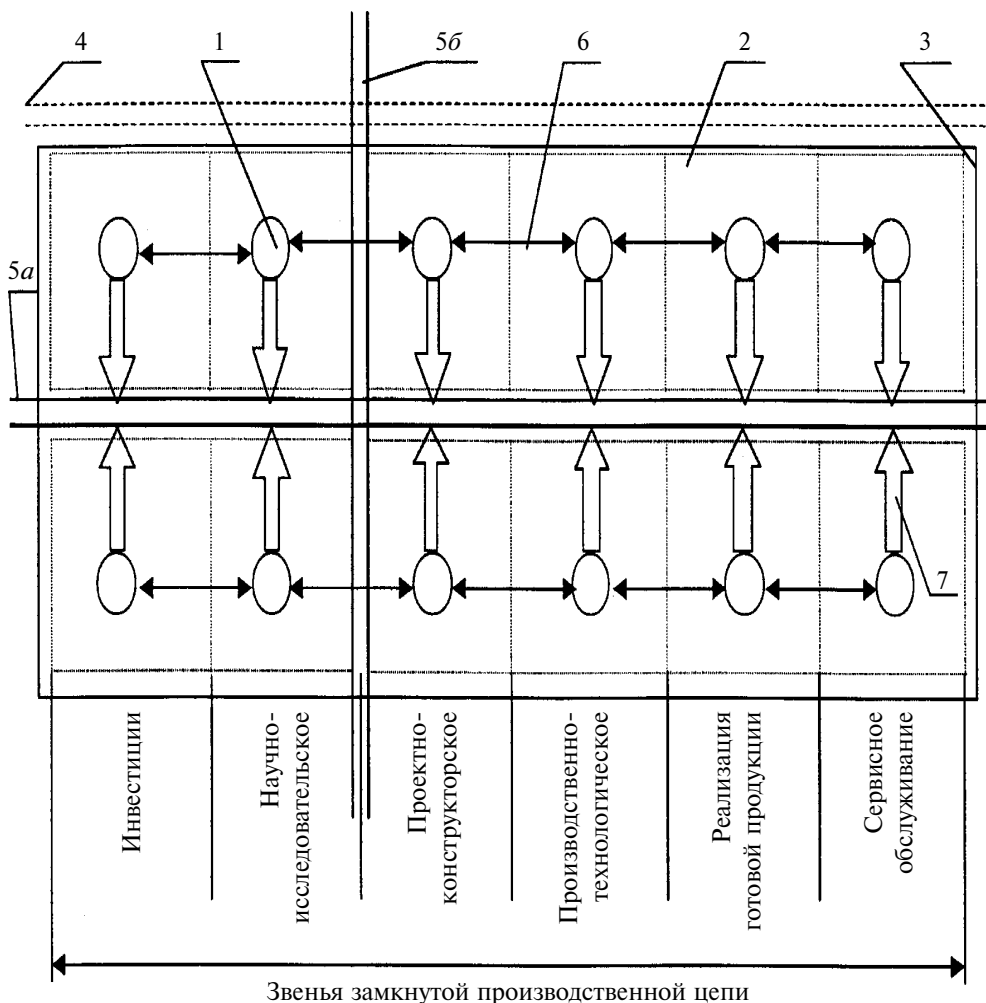 4
1
5б
6
2
3
5а
7
Инвестиции
Научно-
исследовательское
Проектно-
конструкторское
Производственно-
технологическое
Реализация
готовой продукции
Сервисное
обслуживание
Звенья замкнутой производственной цепи